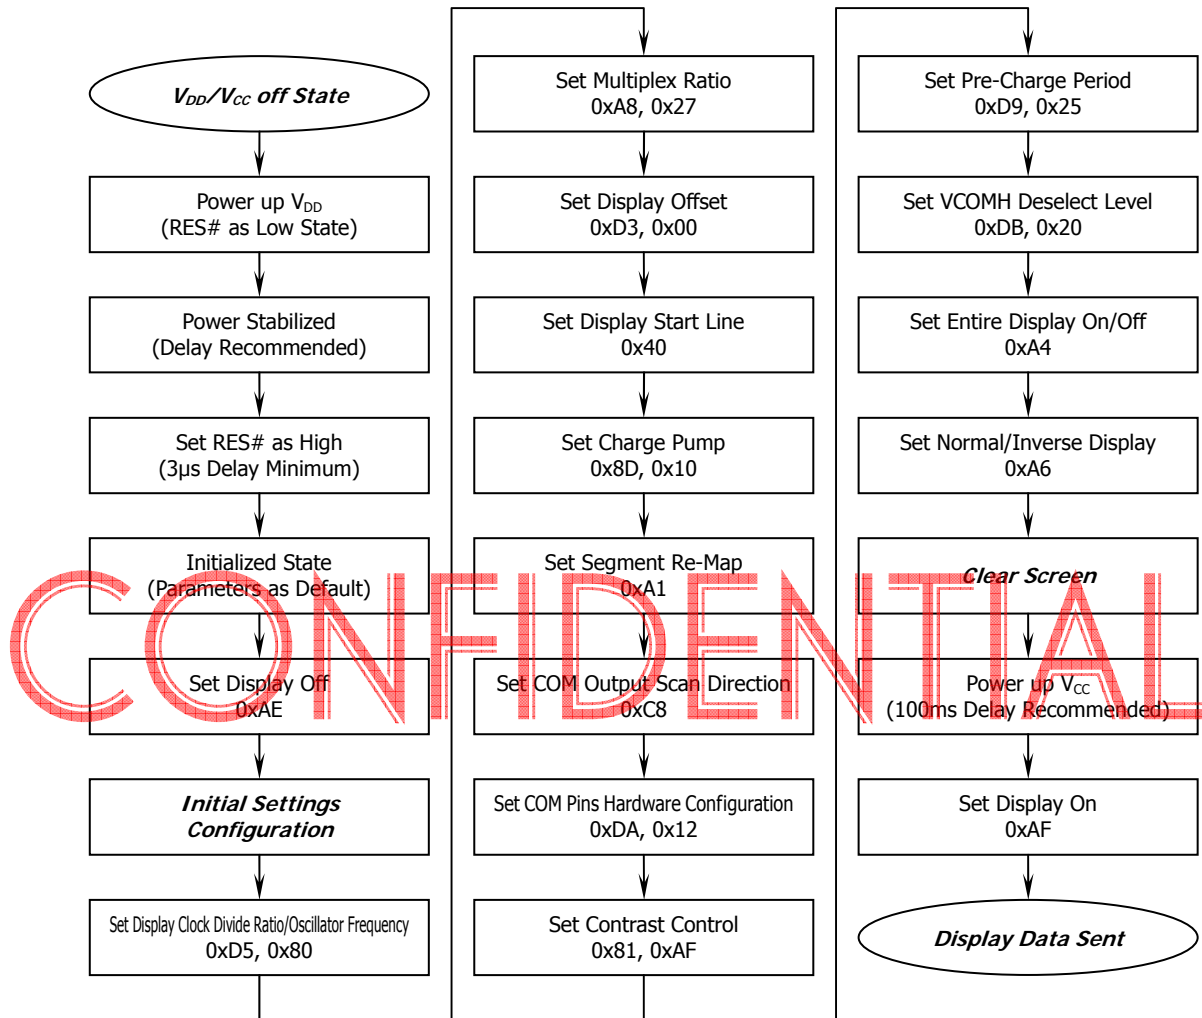 V_DD/V_CC off State
Power up V_DD
(RES# as Low State)
Power Stabilized
(Delay Recommended)
Set RES# as High
(3µs Delay Minimum)
Initialized State
(Parameters as Default)
Set Display Off
0xAE
Initial Settings
Configuration
Set Display Clock Divide Ratio/Oscillator Frequency
0xD5, 0x80
Set Multiplex Ratio
0xA8, 0x27
Set Display Offset
0xD3, 0x00
Set Display Start Line
0x40
Set Charge Pump
0x8D, 0x10
Set Segment Re-Map
0xA1
Set COM Output Scan Direction
0xC8
Set COM Pins Hardware Configuration
0xDA, 0x12
Set Contrast Control
0x81, 0xAF
Set Pre-Charge Period
0xD9, 0x25
Set VCOMH Deselect Level
0xDB, 0x20
Set Entire Display On/Off
0xA4
Set Normal/Inverse Display
0xA6
Clear Screen
Power up V_CC
(100ms Delay Recommended)
Set Display On
0xAF
Display Data Sent
CONFIDENTIAL